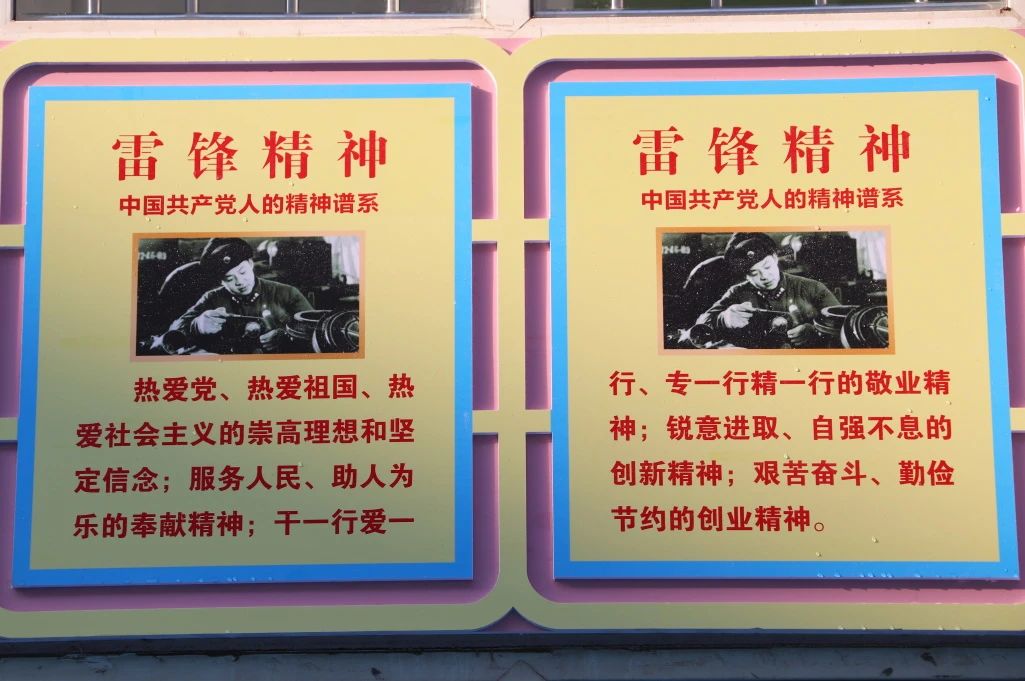 雷锋精神
中国共产党人的精神谱系
热爱党、热爱祖国、热
爱社会主义的崇高理想和坚
定信念；服务人民、助人为
乐的奉献精神；干一行爱一
雷锋精神
中国共产党人的精神谱系
行、专一行精一行的敬业精
神；锐意进取、自强不息的
创新精神；艰苦奋斗、勤俭
节约的创业精神。